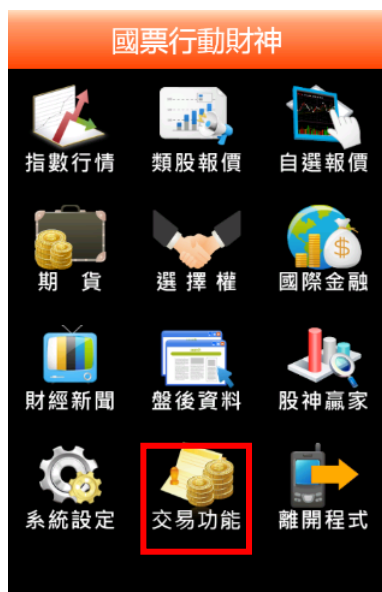 國票行動財神
指數行情 類股報價 自選報價
期 貨 選擇權 國際金融
財經新聞 盤後資料 股神贏家
系統設定 交易功能 離開程式